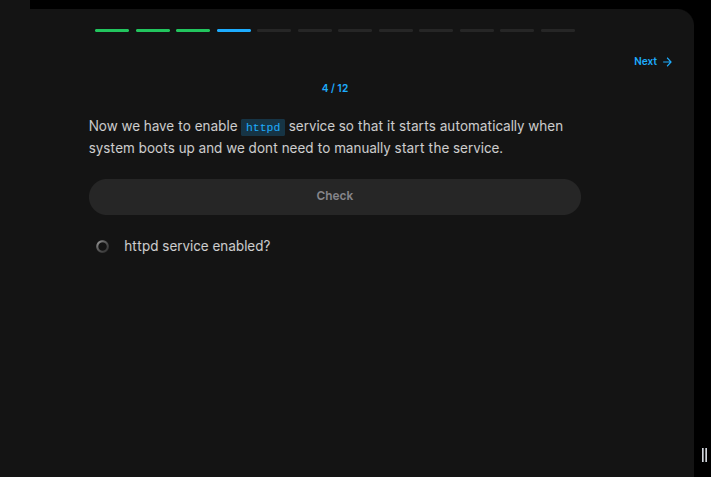 Next →
4 / 12
Now we have to enable httpd service so that it starts automatically when
system boots up and we dont need to manually start the service.
Check
httpd service enabled?